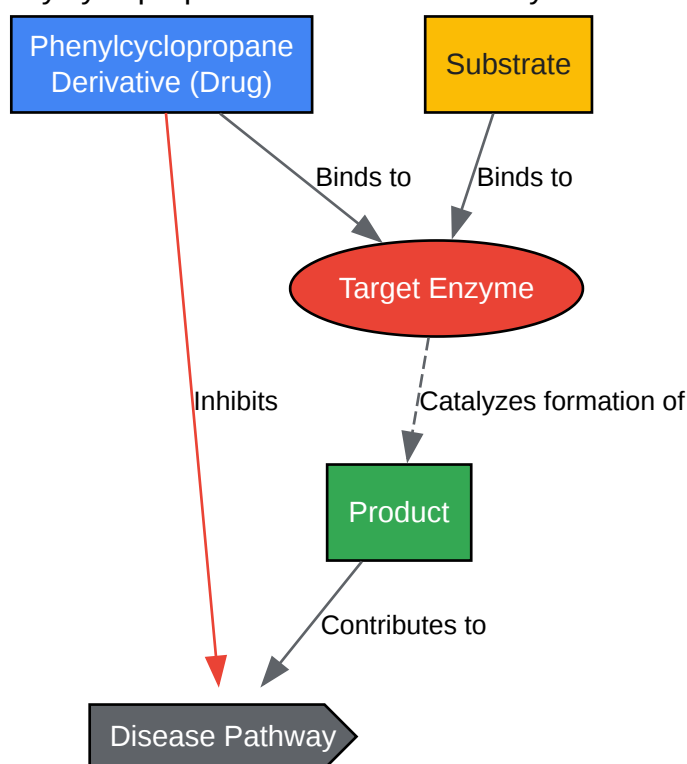 Phenylcyclopropane
Derivative (Drug)
Substrate
Binds to
Binds to
Target Enzyme
Inhibits
Catalyzes formation of
Product
Contributes to
Disease Pathway